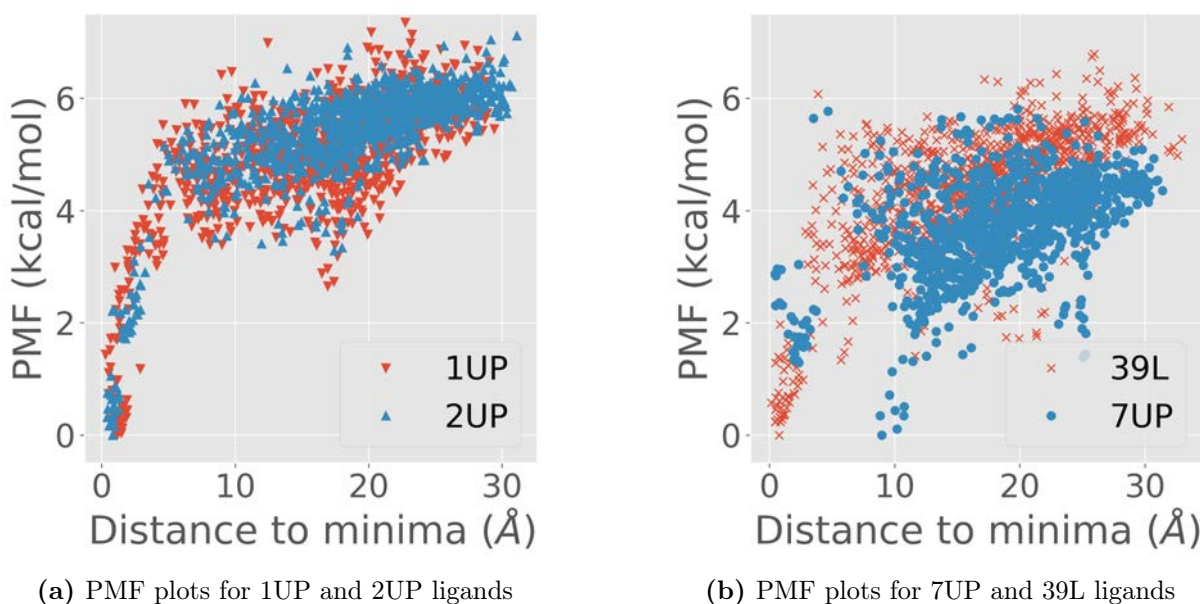 PMF (kcal/mol)
6
4
2
0
1UP
2UP
0 10 20 30
Distance to minima (Å)
(a) PMF plots for 1UP and 2UP ligands
PMF (kcal/mol)
6
4
2
0
39L
7UP
0 10 20 30
Distance to minima (Å)
(b) PMF plots for 7UP and 39L ligands